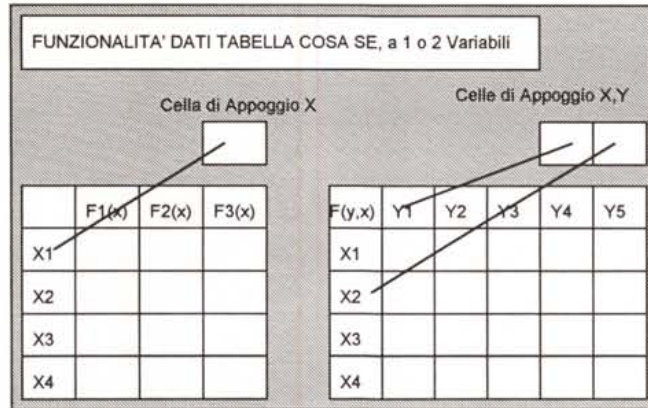 FUNZIONALITA' DATI TABELLA COSA SE, a 1 o 2 Variabili
Cella di Appoggio X
F1(x) F2(x) F3(x)
X1
X2
X3
X4
Celle di Appoggio X,Y
F(y,x) Y1 Y2 Y3 Y4 Y5
X1
X2
X3
X4